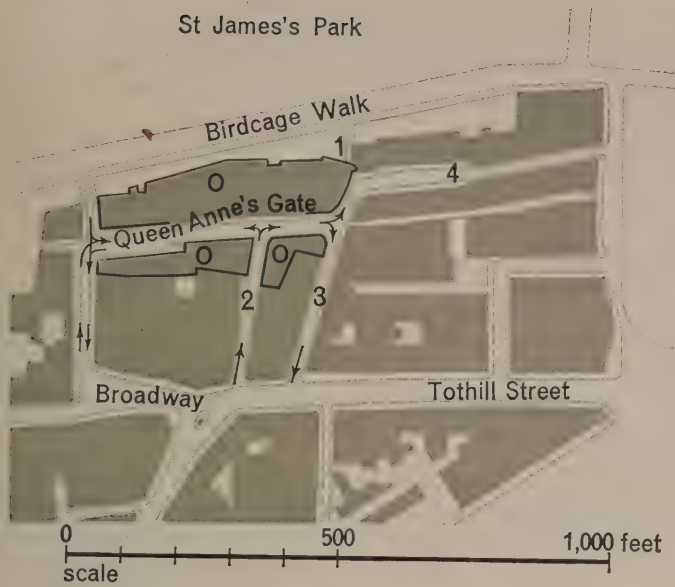 St James's Park
Birdcage Walk
1
O
4
Queen Anne's Gate
O
O
2
3
Broadway
Tothill Street
0
500
1,000 feet
scale